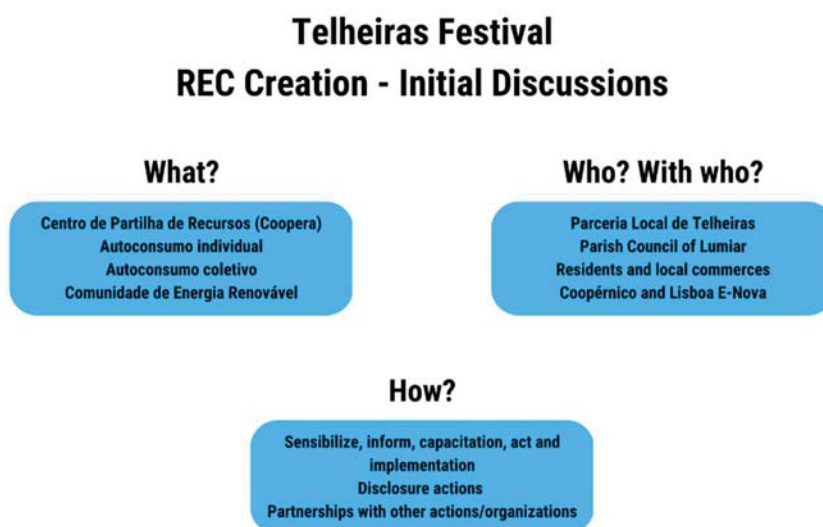 Telheiras Festival
REC Creation - Initial Discussions
What?
Centro de Partilha de Recursos (Coopera)
Autoconsumo individual
Autoconsumo coletivo
Comunidade de Energia Renovável
Who? With who?
Parceria Local de Telheiras
Parish Council of Lumiar
Residents and local commerces
Coopérnico and Lisboa E-Nova
How?
Sensibilize, inform, capacitation, act and
implementation
Disclosure actions
Partnerships with other actions/organizations